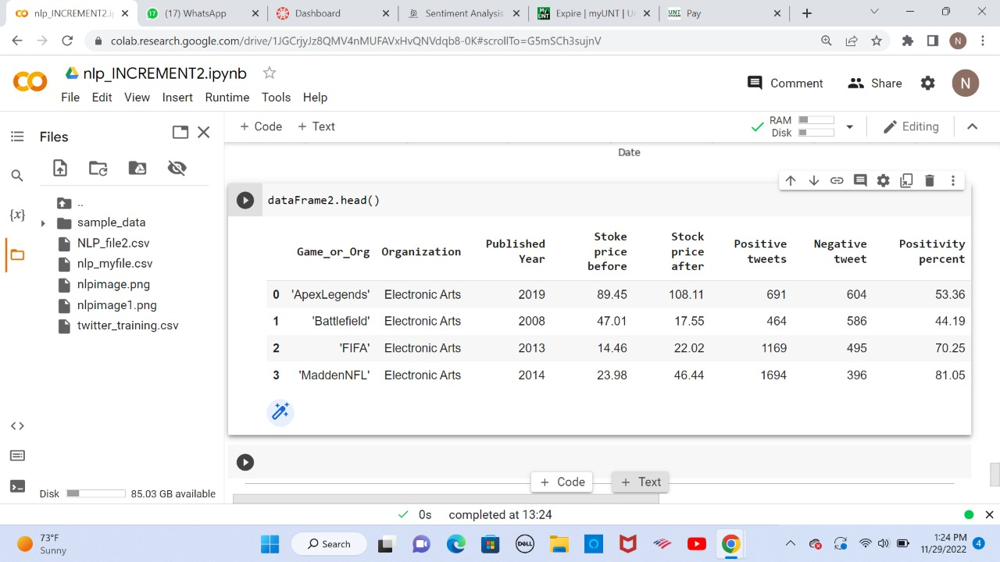 nlp_INCREMENT2.i
(17) WhatsApp
Dashboard
Sentiment Analysis
Expire | myUNT | U
Pay
colab.research.google.com/drive/1JGCrjyJz8QMV4nMUFAVxHvQNVdqb8-0K#scrollTo=G5mSCh3sujnV
N
nlp_INCREMENT2.ipynb
Comment
Share
N
File Edit View Insert Runtime Tools Help
Files
+ Code + Text
RAM
Disk
Editing
Date
..
sample_data
NLP_file2.csv
nlp_myfile.csv
nlpimage.png
nlpimage1.png
twitter_training.csv
{x}
dataFrame2.head()
Game_or_Org Organization Published Year Stoke price before Stock price after Positive tweets Negative tweet Positivity percent
0 'ApexLegends' Electronic Arts 2019 89.45 108.11 691 604 53.36
1 'Battlefield' Electronic Arts 2008 47.01 17.55 464 586 44.19
2 'FIFA' Electronic Arts 2013 14.46 22.02 1169 495 70.25
3 'MaddenNFL' Electronic Arts 2014 23.98 46.44 1694 396 81.05
+ Code + Text
Disk 85.03 GB available
0s completed at 13:24
73°F
Sunny
Search
DELL
1:24 PM
11/29/2022
4